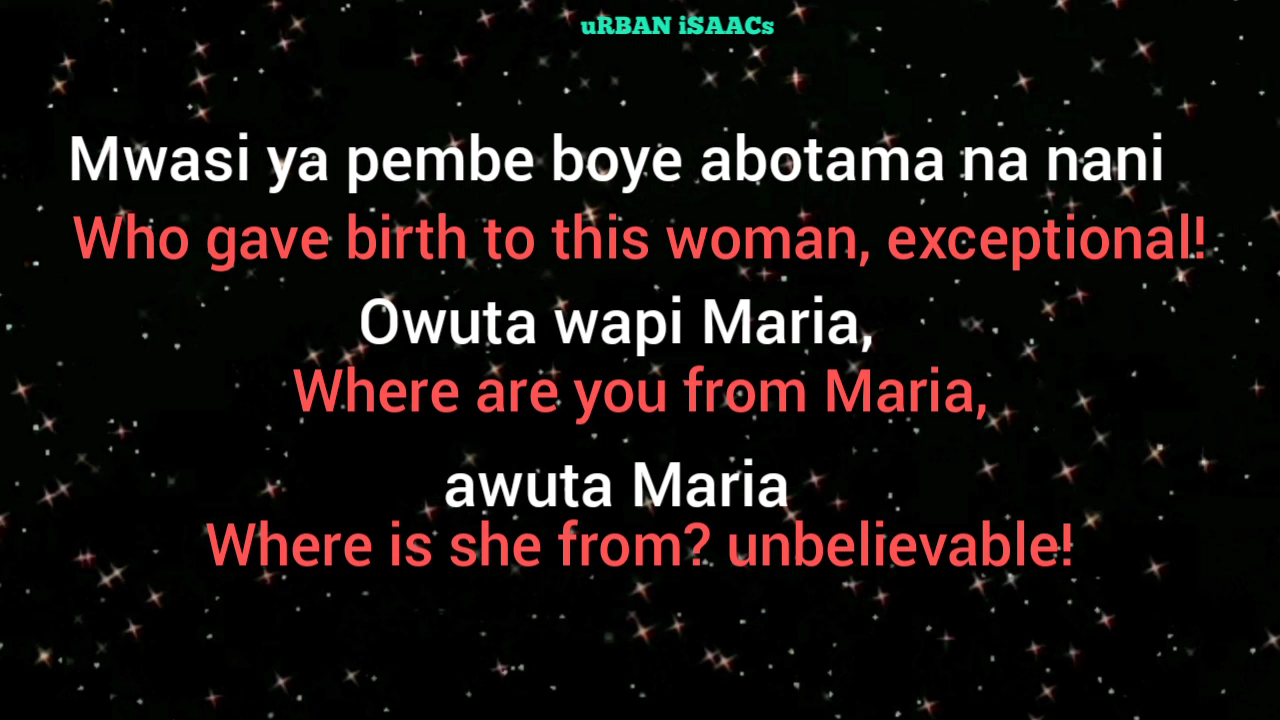 uRBAN iSAACs
Mwasi ya pembe boye abotama na nani
Who gave birth to this woman, exceptional!
Owuta wapi Maria,
Where are you from Maria,
awuta Maria
Where is she from? unbelievable!